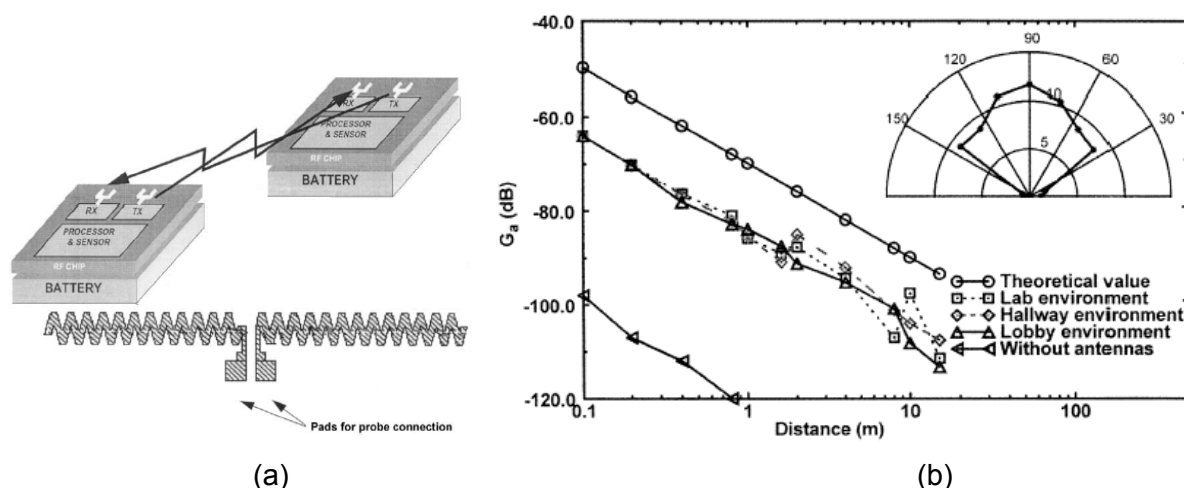 RX
TX
PROCESSOR
& SENSOR
RF CHIP
BATTERY
RX
TX
PROCESSOR
& SENSOR
RF CHIP
BATTERY
Pads for probe connection
(a)
-40.0
-60.0
-80.0
-100.0
-120.0
Ga (dB)
0.1
1
10
100
Distance (m)
90
120
60
150
30
10
5
Theoretical value
Lab environment
Hallway environment
Lobby environment
Without antennas
(b)